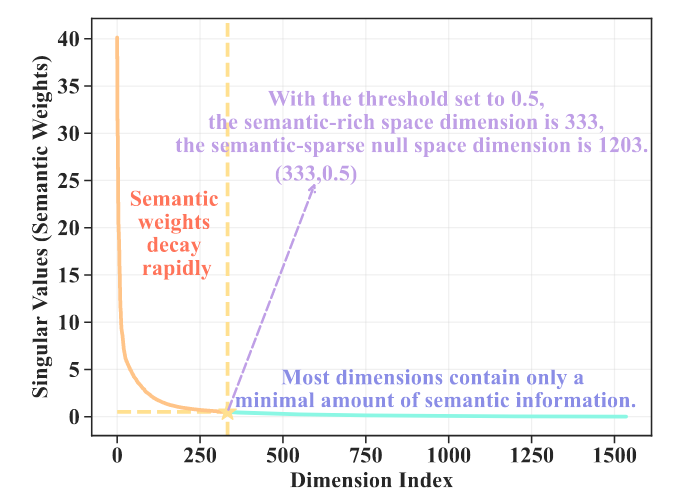 With the threshold set to 0.5,
the semantic-rich space dimension is 333,
the semantic-sparse null space dimension is 1203.
(333,0.5)
Semantic
weights
decay
rapidly
Most dimensions contain only a
minimal amount of semantic information.
Singular Values (Semantic Weights)
40
35
30
25
20
15
10
5
0
0 250 500 750 1000 1250 1500
Dimension Index